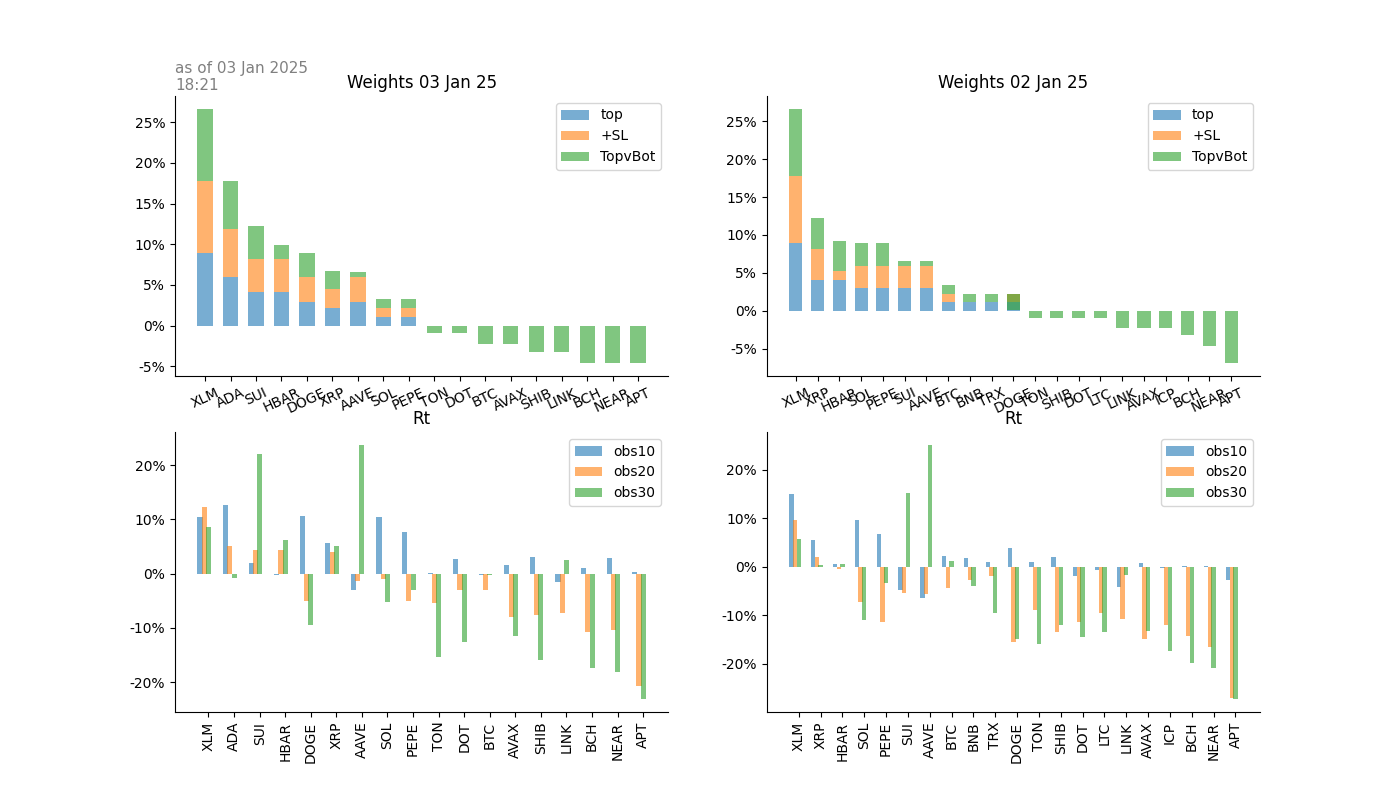 as of 03 Jan 2025
18:21
Weights 03 Jan 25
25%
20%
15%
10%
5%
0%
-5%
top
+SL
TopvBot
XLM ADA SUI HBAR DOGE XRP AAVE SOL PEPE TON DOT BTC AVAX SHIB LINK BCH NEAR APT
Weights 02 Jan 25
25%
20%
15%
10%
5%
0%
-5%
top
+SL
TopvBot
XLM XRP HBAR SOL PEPE SUI AAVE BTC BNB TRX DOGE TON SHIB DOT LTC LINK AVAX ICP BCH NEAR APT
Rt
20%
10%
0%
-10%
-20%
obs10
obs20
obs30
XLM ADA SUI HBAR DOGE XRP AAVE SOL PEPE TON DOT BTC AVAX SHIB LINK BCH NEAR APT
Rt
20%
10%
0%
-10%
-20%
obs10
obs20
obs30
XLM XRP HBAR SOL PEPE SUI AAVE BTC BNB TRX DOGE TON SHIB DOT LTC LINK AVAX ICP BCH NEAR APT